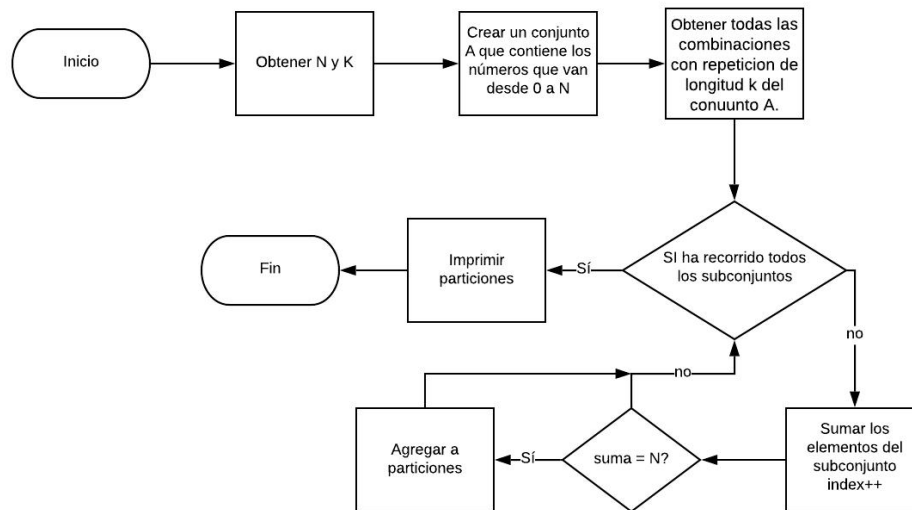 Inicio
Obtener N y K
Crear un conjunto
A que contiene los
números que van
desde 0 a N
Obtener todas las
combinaciones
con repeticion de
longitud k del
conuunto A.
SI ha recorrido todos
los subconjuntos
Sí
Imprimir
particiones
Fin
no
Sumar los
elementos del
subconjunto
index++
suma = N?
no
Sí
Agregar a
particiones